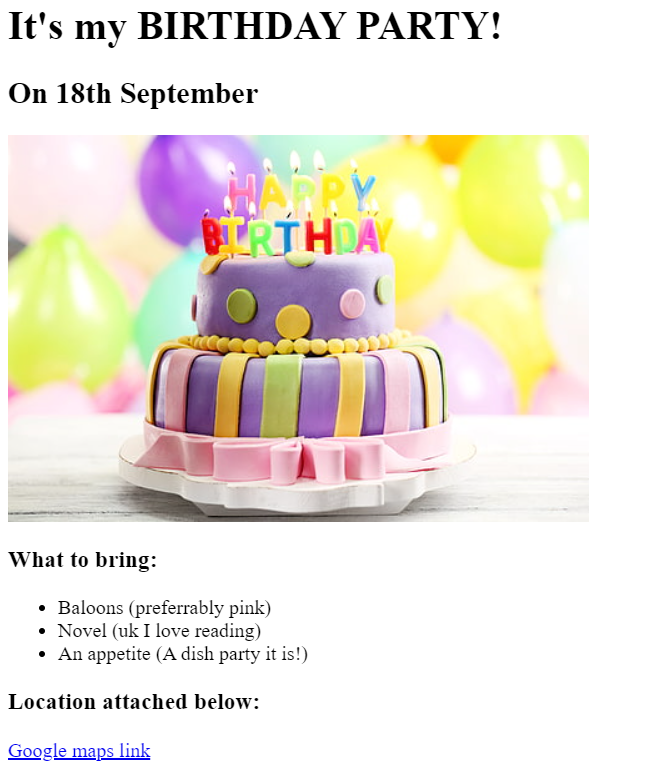 It's my BIRTHDAY PARTY!
On 18th September
HAPPY
BIRTHDAY
What to bring:
Baloons (preferrably pink)
Novel (uk I love reading)
An appetite (A dish party it is!)
Location attached below:
Google maps link